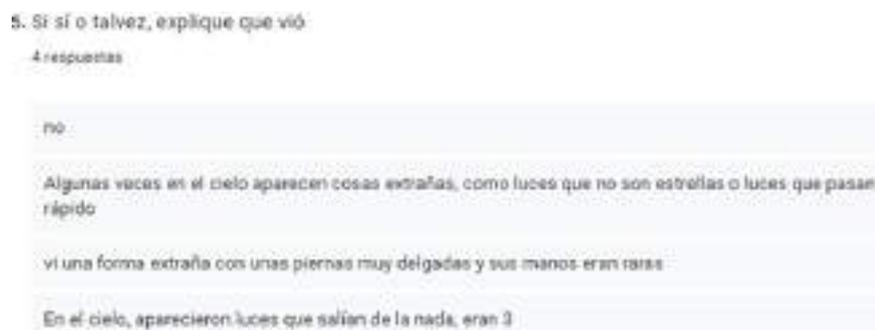 5. Si sí o talvez, explique que vió
4 respuestas
no
Algunas veces en el cielo aparecen cosas extrañas, como luces que no son estrellas o luces que pasan
rápido
vi una forma extraña con unas piernas muy delgadas y sus manos eran raras
En el cielo, aparecieron luces que salían de la nada, eran 3